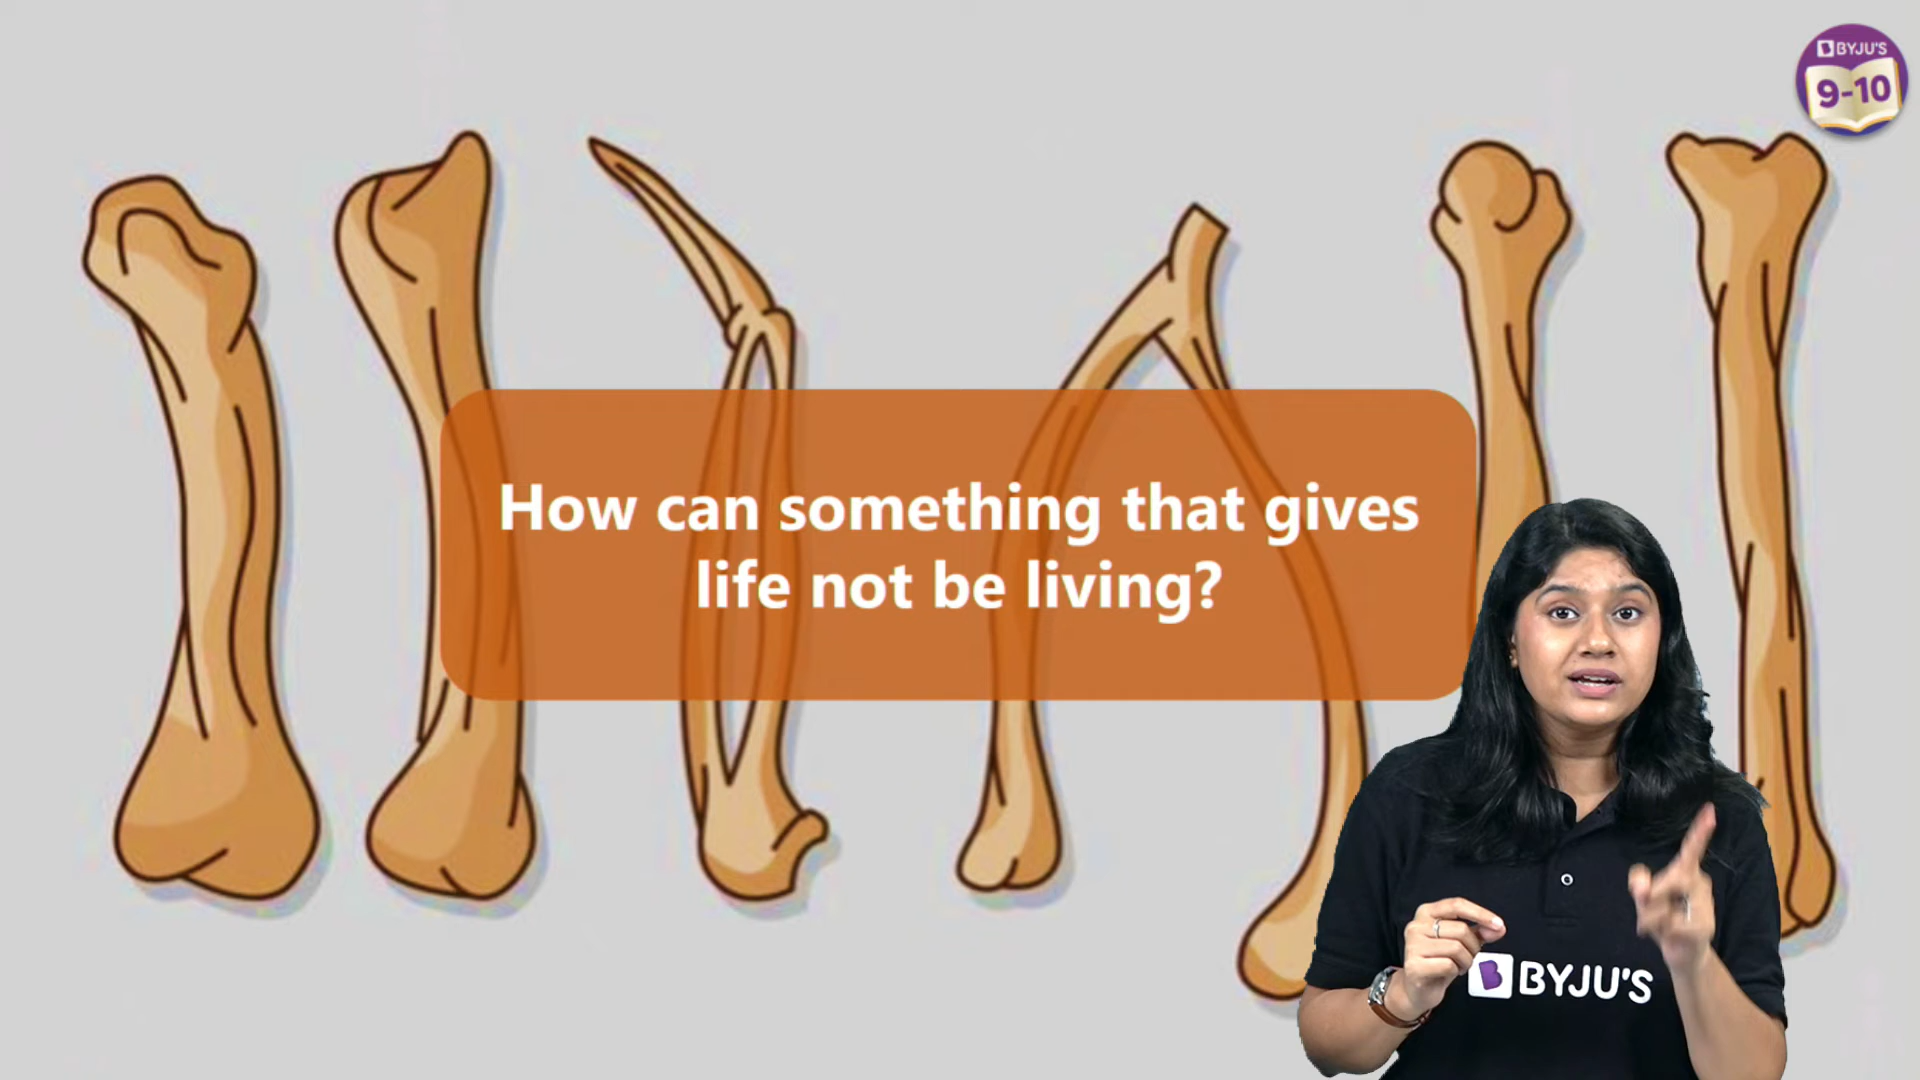 BYJU'S
9-10
How can something that gives
life not be living?
BYJU'S